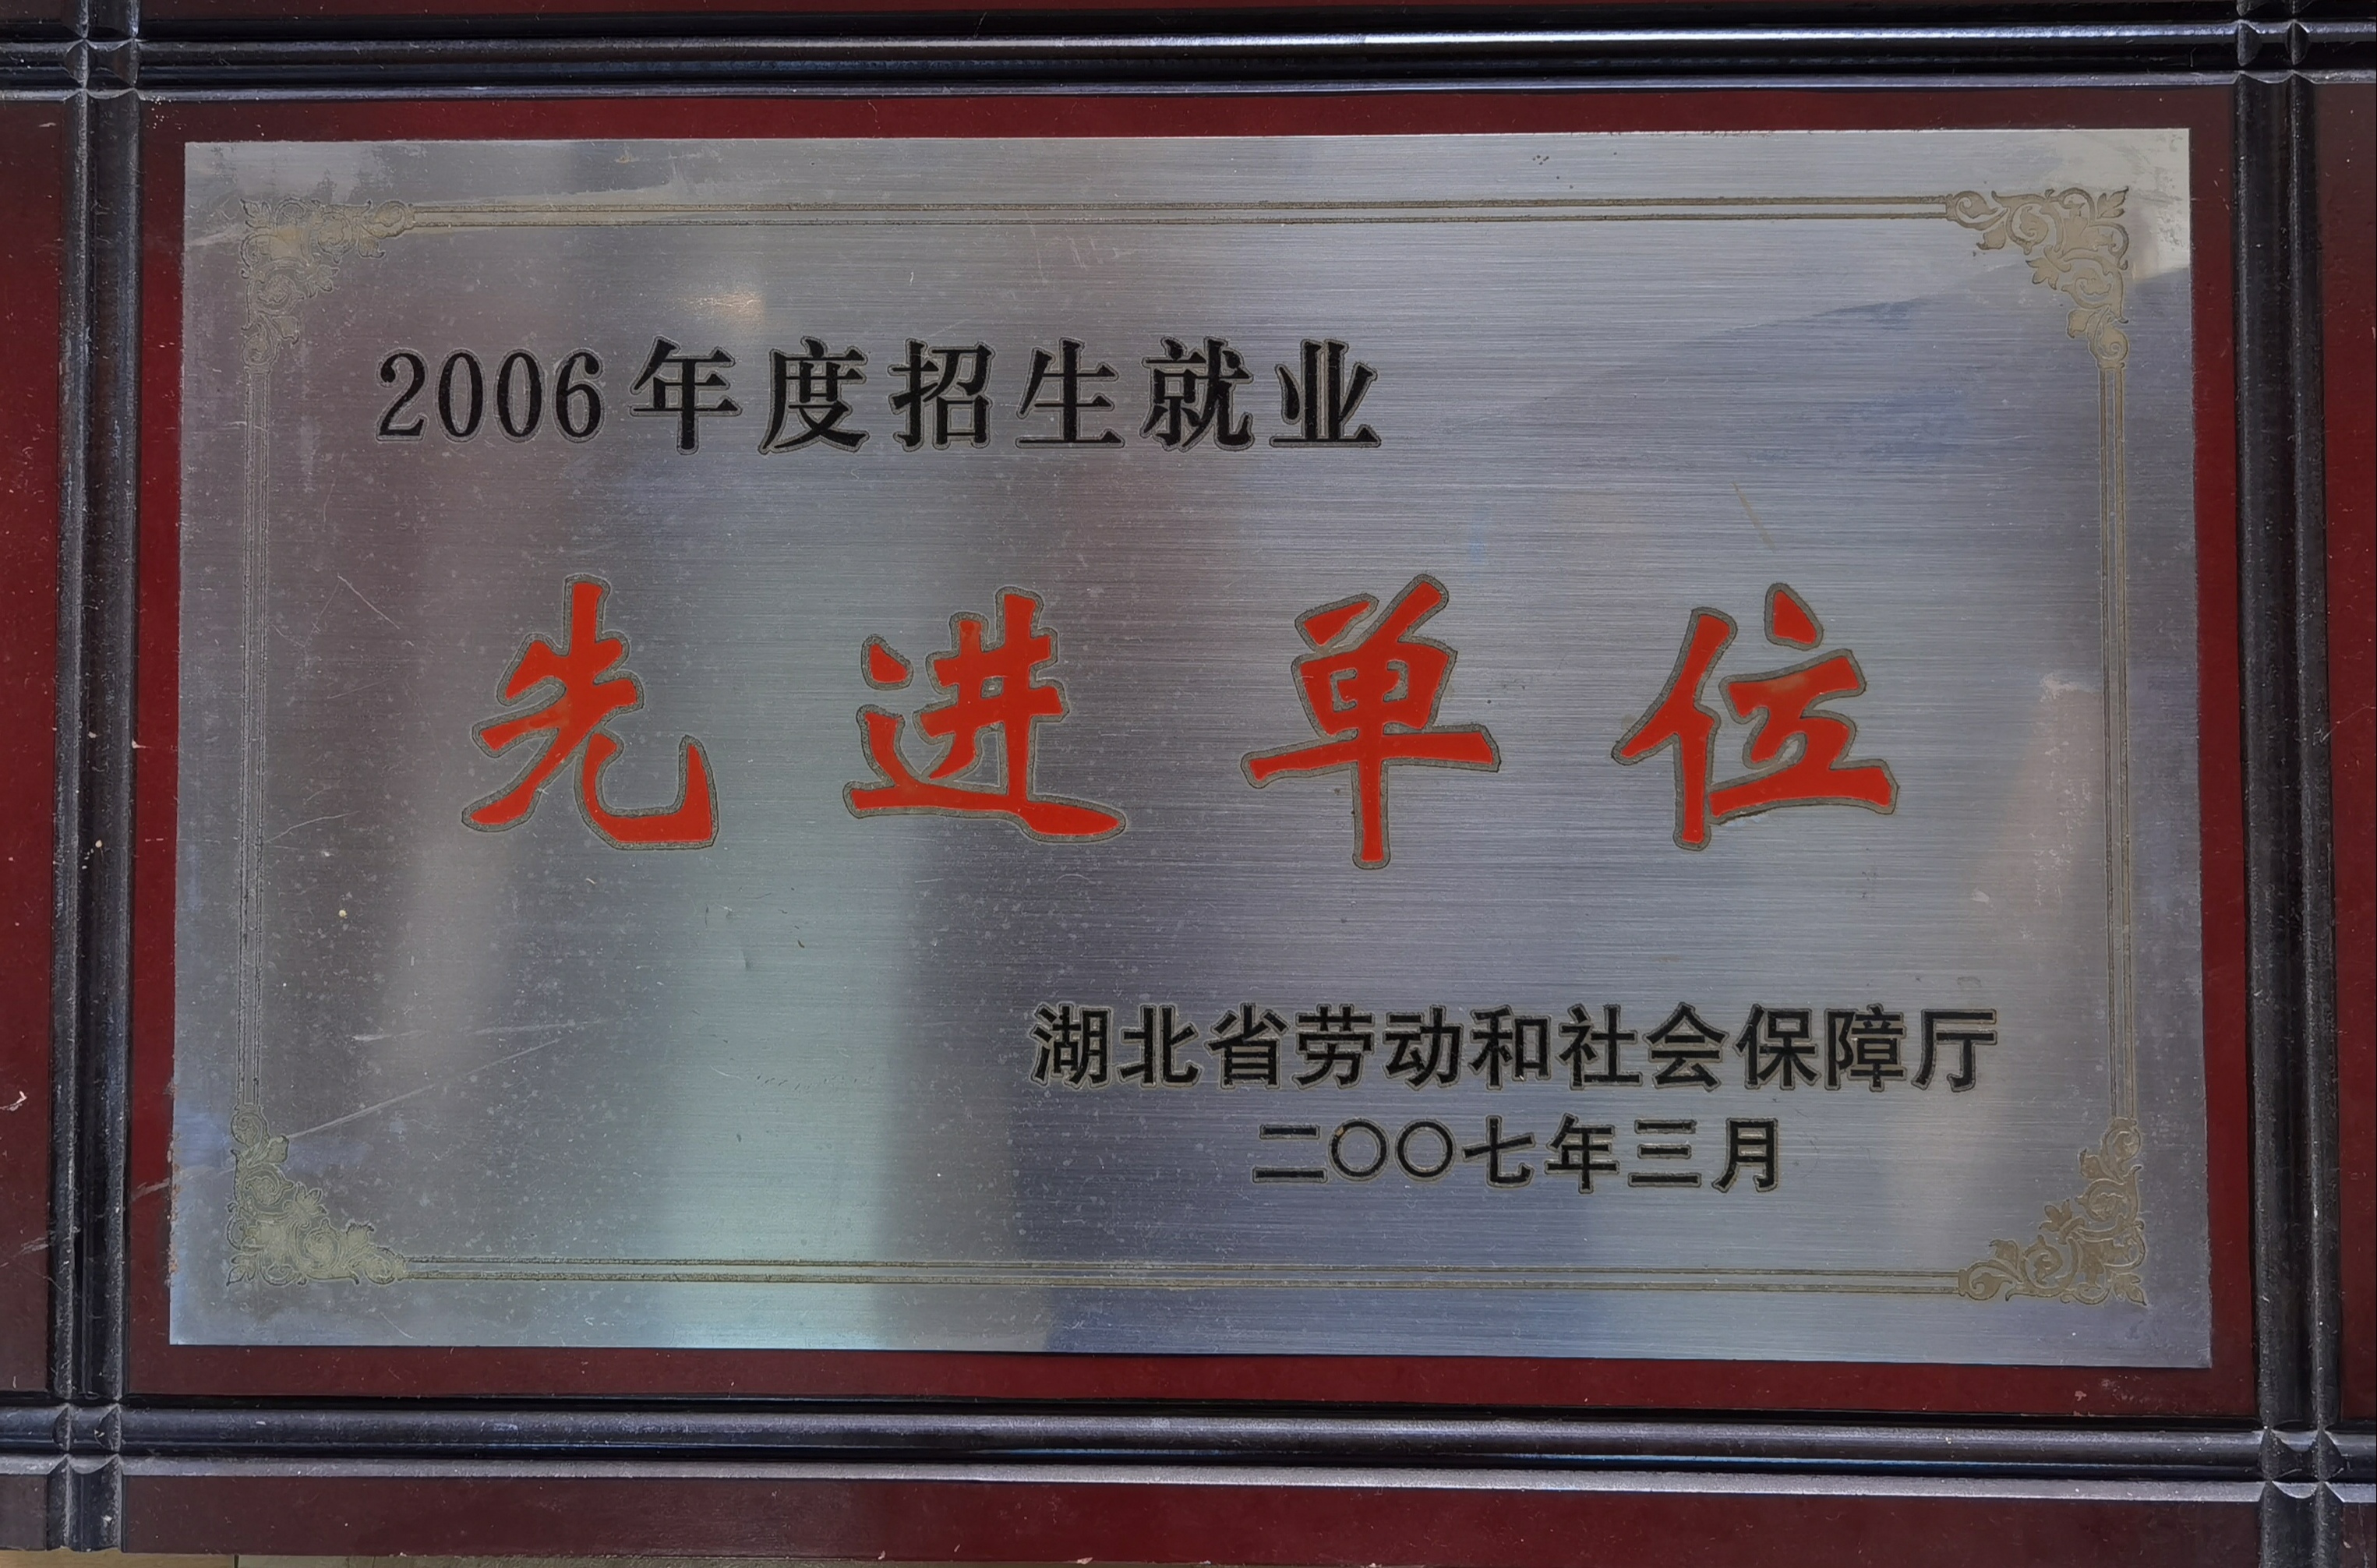 2006年度招生就业
先进单位
湖北省劳动和社会保障厅
二〇〇七年三月